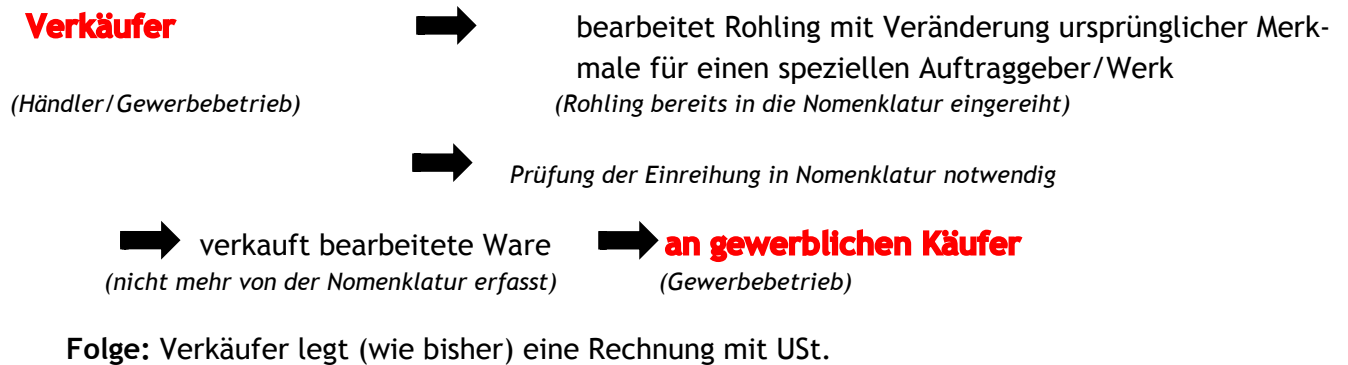 Verkäufer bearbeitet Rohling mit Veränderung ursprünglicher Merk-
male für einen speziellen Auftraggeber/Werk
(Händler/Gewerbebetrieb) (Rohling bereits in die Nomenklatur eingereiht)
Prüfung der Einreihung in Nomenklatur notwendig
verkauft bearbeitete Ware an gewerblichen Käufer
(nicht mehr von der Nomenklatur erfasst) (Gewerbebetrieb)
Folge: Verkäufer legt (wie bisher) eine Rechnung mit USt.